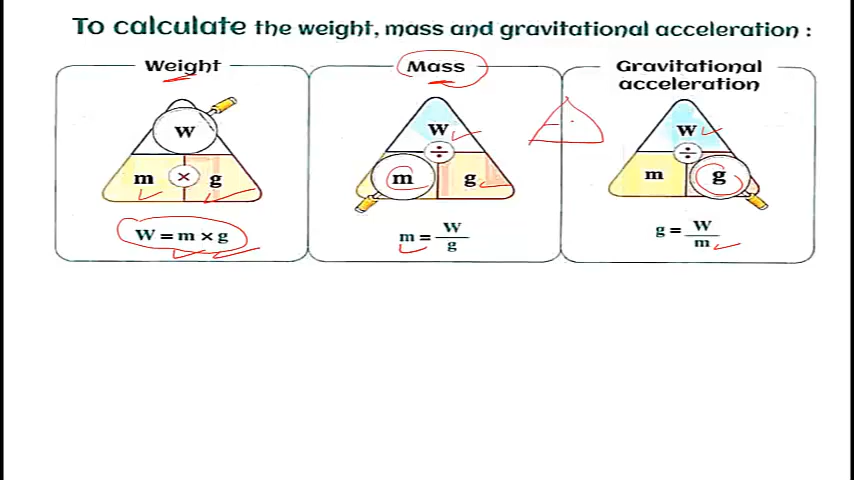 To calculate the weight, mass and gravitational acceleration :
Weight
W
m × g
W = m × g
Mass
W
÷
m g
m = W
g
Gravitational
acceleration
W
÷
m g
g = W
m